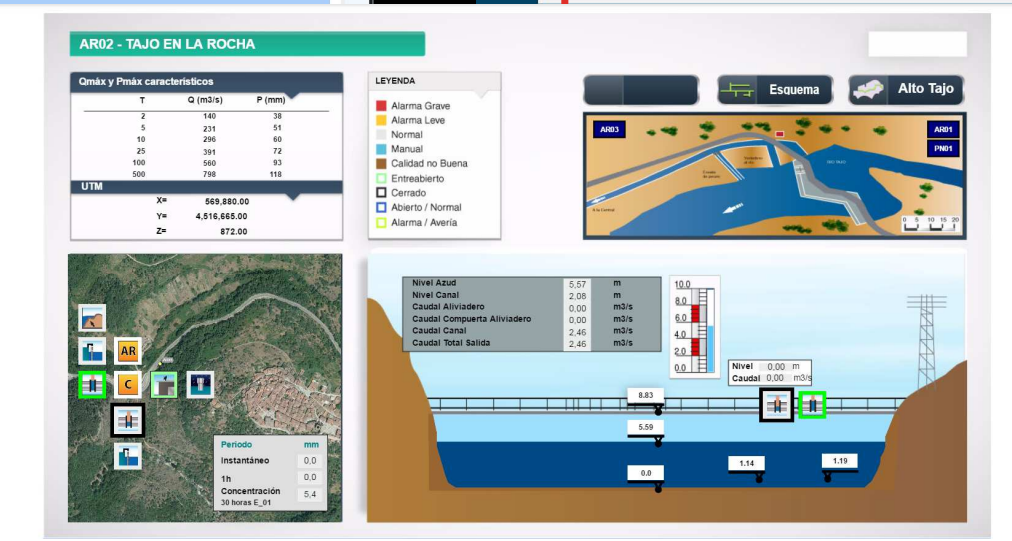 AR02 - TAJO EN LA ROCHA
Qmáx y Pmáx característicos
T Q (m3/s) P (mm)
2 140 38
5 231 51
10 296 60
25 391 72
100 560 93
500 798 118
UTM
X= 569,880.00
Y= 4,516,665.00
Z= 872.00
LEYENDA
Alarma Grave
Alarma Leve
Normal
Manual
Calidad no Buena
Entreabierto
Cerrado
Abierto / Normal
Alarma / Avería
Esquema
Alto Tajo
AR03
AR01
PN01
RIO TAJO
A la Central
0 5 10 15 20
AR
C
Periodo mm
Instantáneo 0,0
1h 0,0
Concentración 5,4
30 horas E_01
Nivel Azud 5,57 m
Nivel Canal 2,08 m
Caudal Aliviadero 0,00 m3/s
Caudal Compuerta Aliviadero 0,00 m3/s
Caudal Canal 2,46 m3/s
Caudal Total Salida 2,46 m3/s
10.0
8.0
6.0
4.0
2.0
0.0
Nivel 0,00 m
Caudal 0,00 m3/s
8.83
5.59
0.0
1.14
1.19